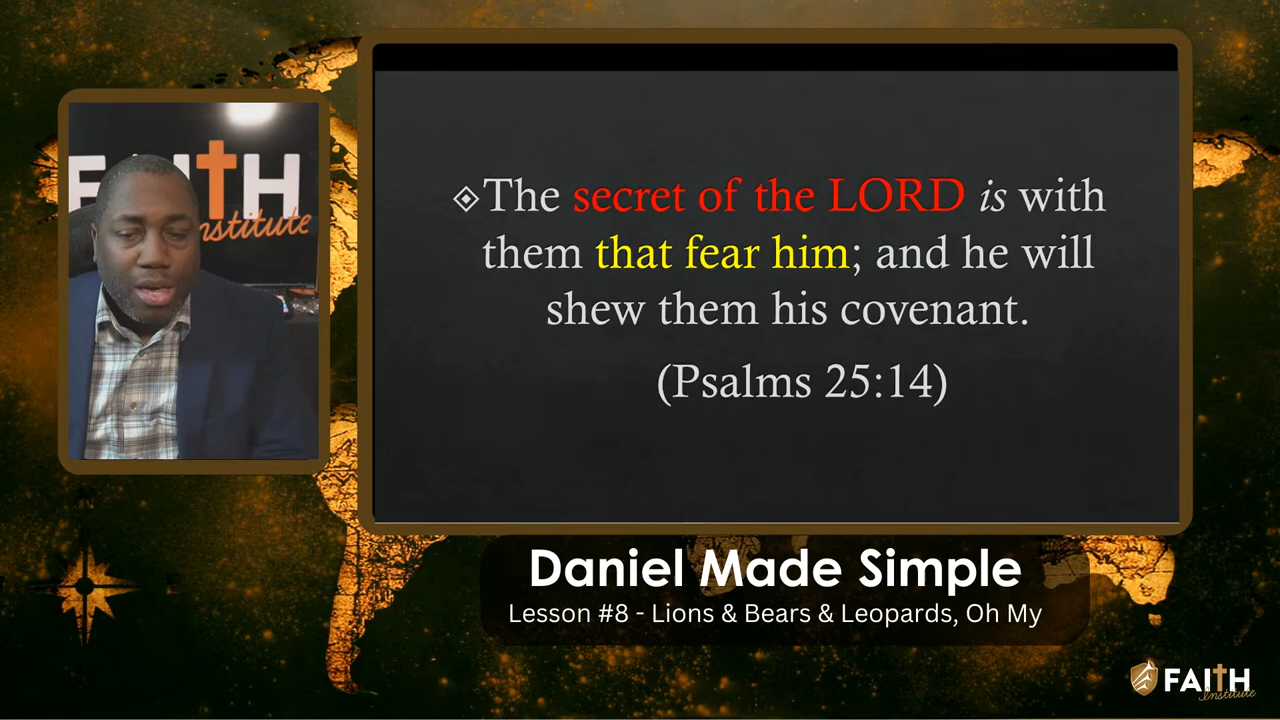 FAITH
Institute
The secret of the LORD is with
them that fear him; and he will
shew them his covenant.
(Psalms 25:14)
Daniel Made Simple
Lesson #8 - Lions & Bears & Leopards, Oh My
FAITH
Institute